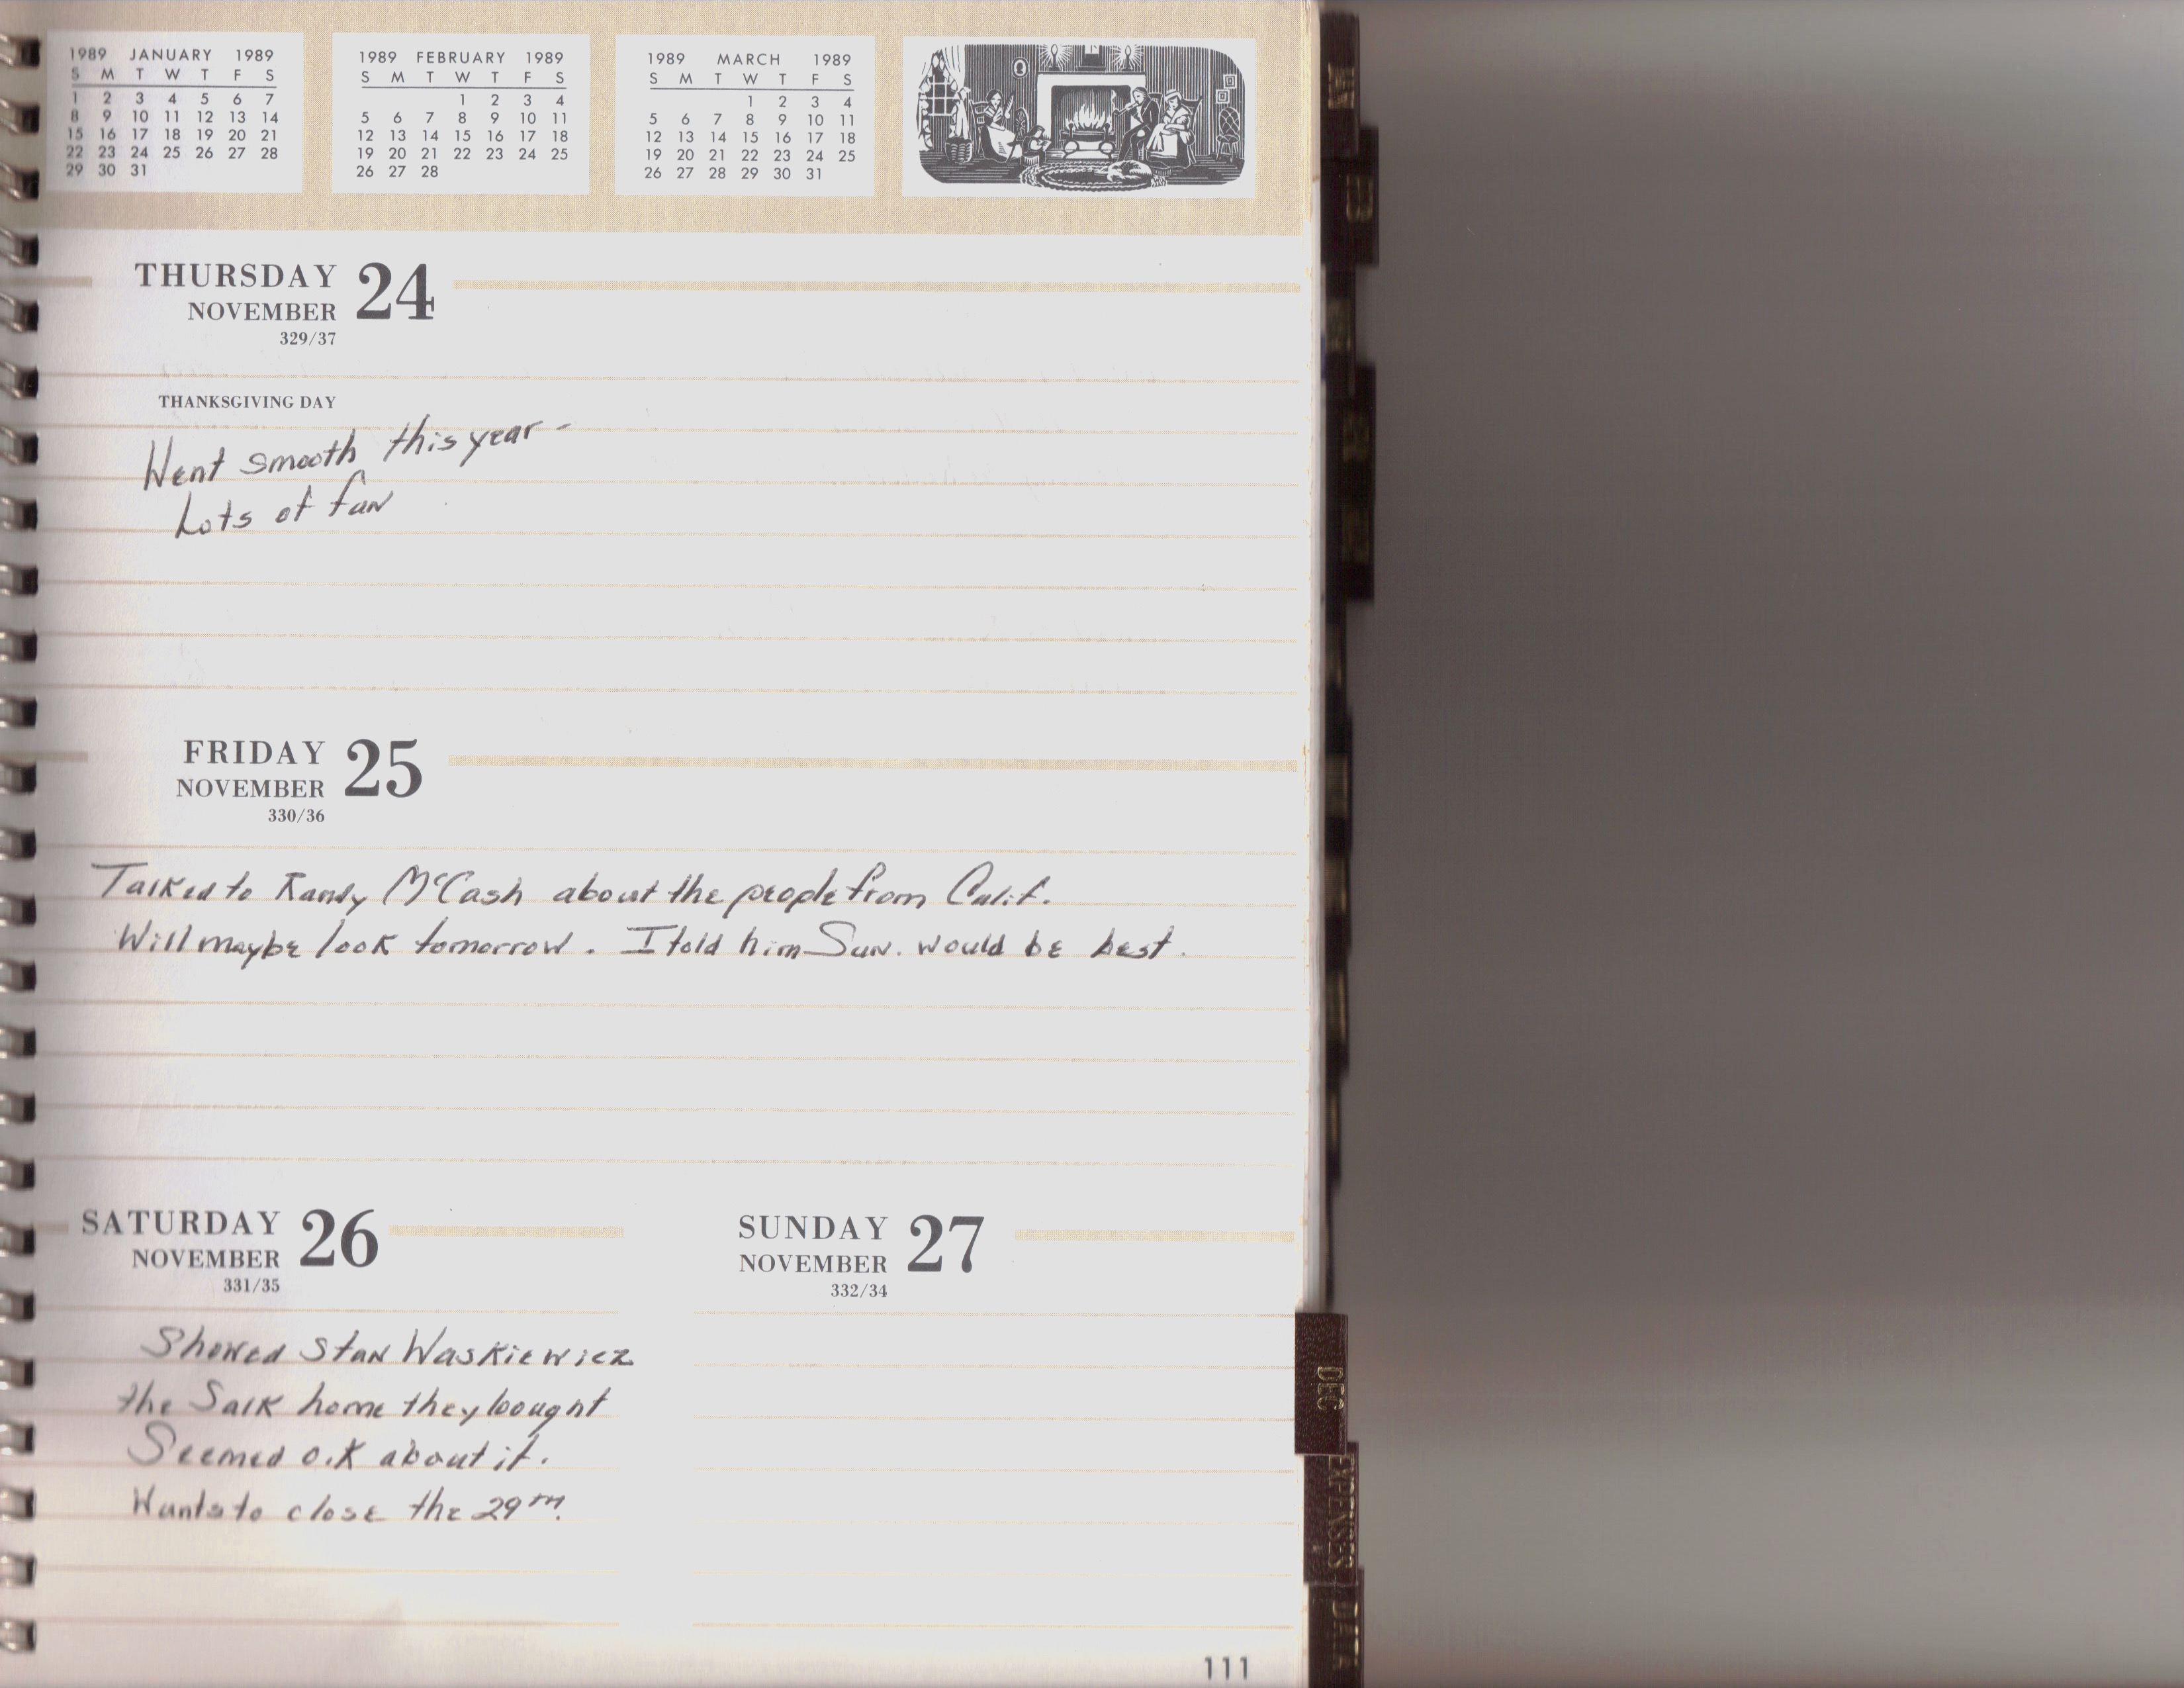 1989 JANUARY 1989
S M T W T F S
1 2 3 4 5 6 7
8 9 10 11 12 13 14
15 16 17 18 19 20 21
22 23 24 25 26 27 28
29 30 31
1989 FEBRUARY 1989
S M T W T F S
1 2 3 4
5 6 7 8 9 10 11
12 13 14 15 16 17 18
19 20 21 22 23 24 25
26 27 28
1989 MARCH 1989
S M T W T F S
1 2 3 4
5 6 7 8 9 10 11
12 13 14 15 16 17 18
19 20 21 22 23 24 25
26 27 28 29 30 31
THURSDAY 24
NOVEMBER
329/37
THANKSGIVING DAY
Went smooth this year -
Lots of fun
FRIDAY 25
NOVEMBER
330/36
Talked to Randy McCash about the people from Calif.
Will maybe look tomorrow. I told him Sun. would be best.
SATURDAY 26
NOVEMBER
331/35
Showed Stan Waskiewicz
the Salk home they bought
Seemed O.K about it.
Wants to close the 29th.
SUNDAY 27
NOVEMBER
332/34
111
JAN
FEB
DEC
EXPENSES
DATA